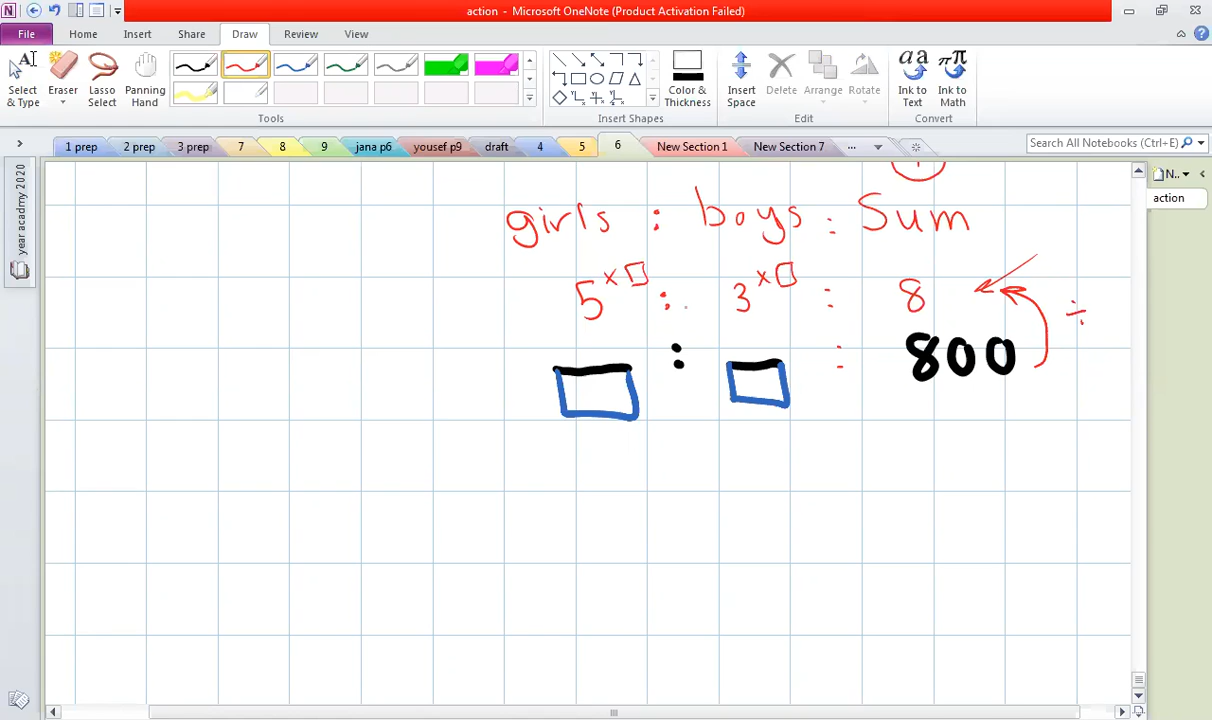 action - Microsoft OneNote (Product Activation Failed)
File Home Insert Share Draw Review View
Select & Type Eraser Lasso Select Panning Hand Color & Thickness Insert Space Delete Arrange Rotate Ink to Text Ink to Math
Tools Insert Shapes Edit Convert
1 prep 2 prep 3 prep 7 8 9 jana p6 yousef p9 draft 4 5 6 New Section 1 New Section 7 ... Search All Notebooks (Ctrl+E)
N..
action
year acadmy 2020
girls : boys : Sum
5 ×□ : 3 ×□ : 8 ÷
□ : □ : 800